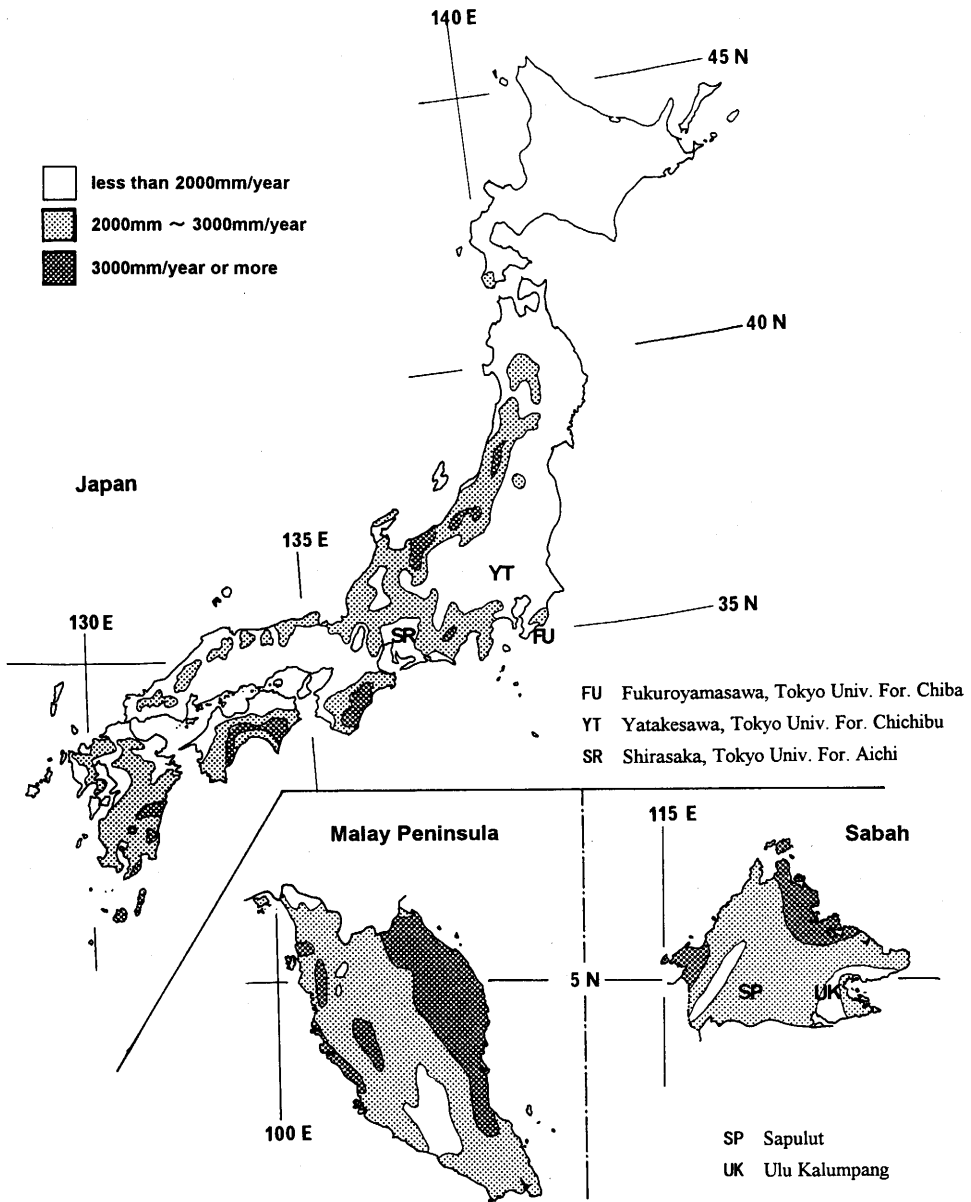 140 E
45 N
less than 2000mm/year
2000mm ~ 3000mm/year
3000mm/year or more
40 N
Japan
135 E
YT
35 N
130 E
SR
FU
FU Fukuroyamasawa, Tokyo Univ. For. Chiba
YT Yatakesawa, Tokyo Univ. For. Chichibu
SR Shirasaka, Tokyo Univ. For. Aichi
Malay Peninsula
115 E
Sabah
5 N
SP
UK
100 E
SP Sapulut
UK Ulu Kalumpang